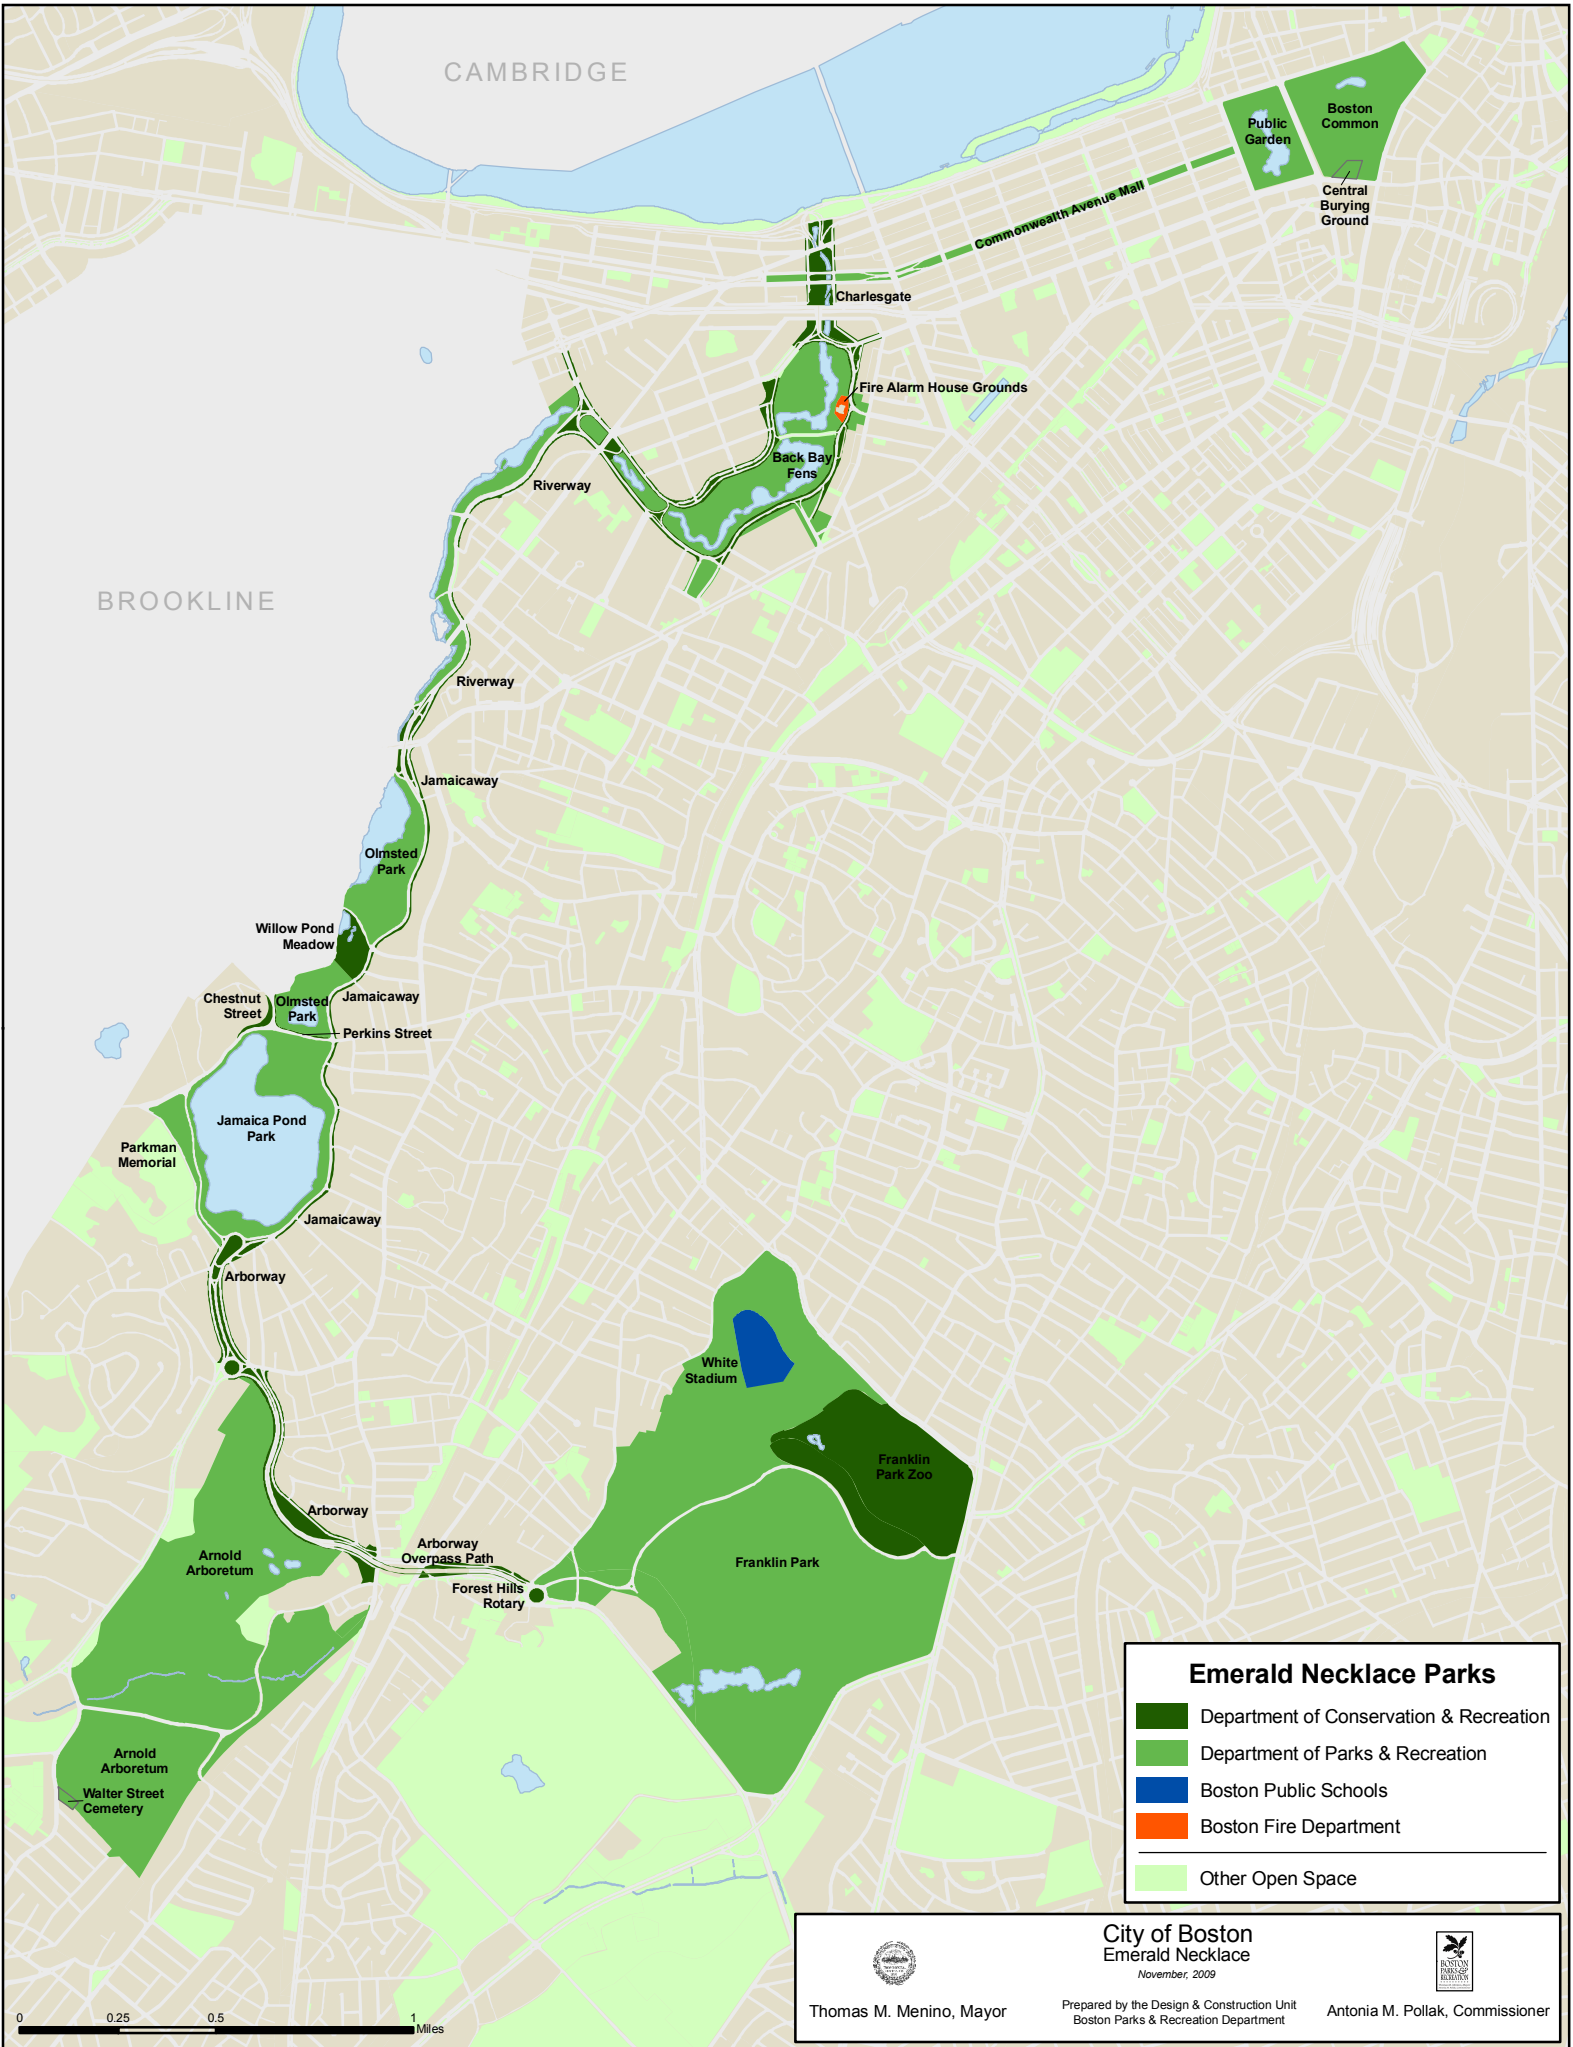 CAMBRIDGE
Boston
Common
Public
Garden
Central
Burying
Ground
Commonwealth Avenue Mall
Charlesgate
Fire Alarm House Grounds
Back Bay
Fens
Riverway
BROOKLINE
Riverway
Jamaicaway
Olmsted
Park
Willow Pond
Meadow
Chestnut
Street
Olmsted
Park
Jamaicaway
Perkins Street
Jamaica Pond
Park
Parkman
Memorial
Jamaicaway
Arborway
White
Stadium
Franklin
Park Zoo
Arborway
Arborway
Overpass Path
Arnold
Arboretum
Franklin Park
Forest Hills
Rotary
Arnold
Arboretum
Walter Street
Cemetery
Emerald Necklace Parks
Department of Conservation & Recreation
Department of Parks & Recreation
Boston Public Schools
Boston Fire Department
Other Open Space
City of Boston
Emerald Necklace
November, 2009
Thomas M. Menino, Mayor
Prepared by the Design & Construction Unit
Boston Parks & Recreation Department
BOSTON
PARKS &
RECREATION
Antonia M. Pollak, Commissioner
0 0.25 0.5 1
Miles